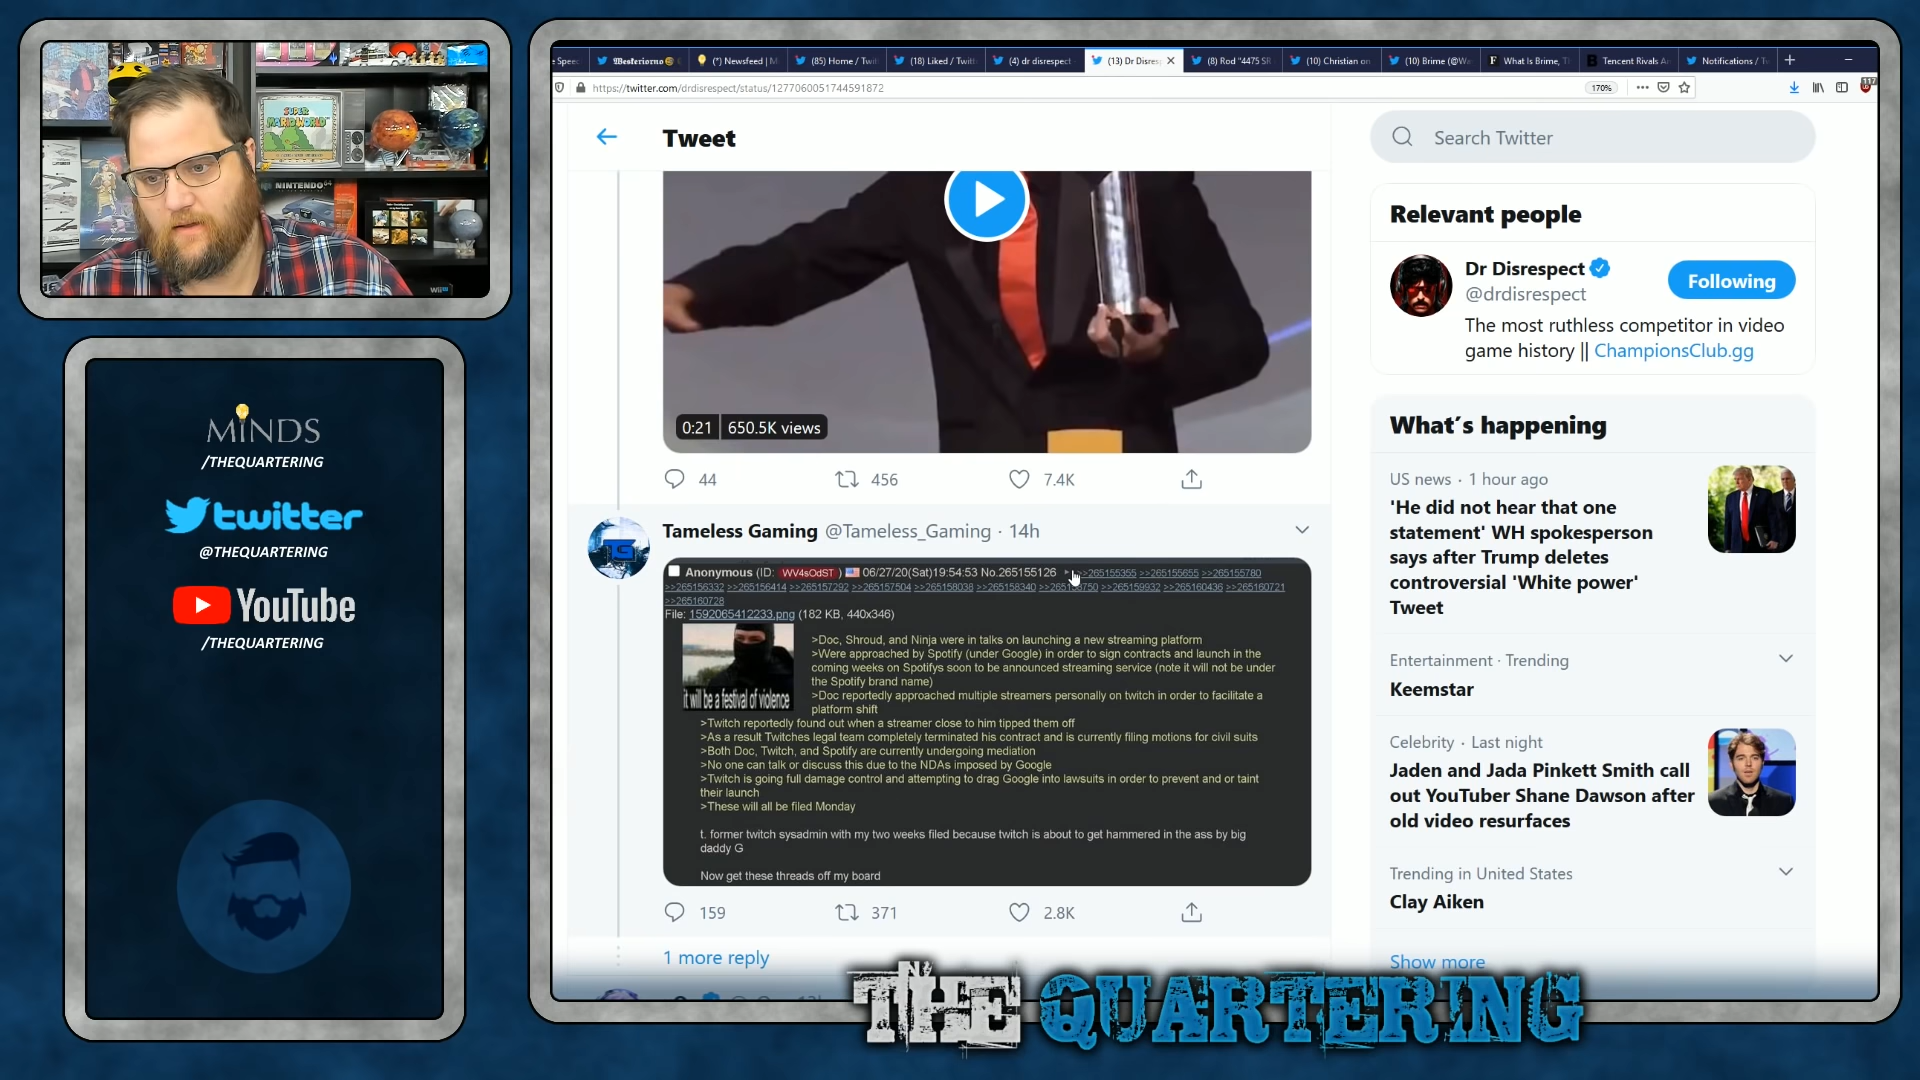 SUPER
MARIO WORLD
NINTENDO64
Wii
MINDS
/THEQUARTERING
twitter
@THEQUARTERING
YouTube
/THEQUARTERING
e Speec
Westeriorno
(*) Newsfeed | M
(85) Home / Twi
(18) Liked / Twitt
(4) dr disrespect
(13) Dr Disres
(8) Rod "4475 SR
(10) Christian on
(10) Brime (@Wa
What Is Brime, T
Tencent Rivals A
Notifications / Tw
https://twitter.com/drdisrespect/status/1277060051744591872
170%
117
Tweet
0:21 650.5K views
44 456 7.4K
Tameless Gaming @Tameless_Gaming · 14h
Anonymous (ID: WV4sOdST ) 06/27/20(Sat)19:54:53 No.265155126 >>265155355 >>265155655 >>265155780
>>265156332 >>265156414 >>265157292 >>265157504 >>265158038 >>265158340 >>265158750 >>265159932 >>265160436 >>265160721
>>265160728
File: 1592065412233.png (182 KB, 440x346)
it will be a festival of violence
>Doc, Shroud, and Ninja were in talks on launching a new streaming platform
>Were approached by Spotify (under Google) in order to sign contracts and launch in the
coming weeks on Spotifys soon to be announced streaming service (note it will not be under
the Spotify brand name)
>Doc reportedly approached multiple streamers personally on twitch in order to facilitate a
platform shift
>Twitch reportedly found out when a streamer close to him tipped them off
>As a result Twitches legal team completely terminated his contract and is currently filing motions for civil suits
>Both Doc, Twitch, and Spotify are currently undergoing mediation
>No one can talk or discuss this due to the NDAs imposed by Google
>Twitch is going full damage control and attempting to drag Google into lawsuits in order to prevent and or taint
their launch
>These will all be filed Monday
t. former twitch sysadmin with my two weeks filed because twitch is about to get hammered in the ass by big
daddy G
Now get these threads off my board
159 371 2.8K
1 more reply
Search Twitter
Relevant people
Dr Disrespect
@drdisrespect
Following
The most ruthless competitor in video
game history || ChampionsClub.gg
What's happening
US news · 1 hour ago
'He did not hear that one
statement' WH spokesperson
says after Trump deletes
controversial 'White power'
Tweet
Entertainment · Trending
Keemstar
Celebrity · Last night
Jaden and Jada Pinkett Smith call
out YouTuber Shane Dawson after
old video resurfaces
Trending in United States
Clay Aiken
Show more
THE QUARTERING